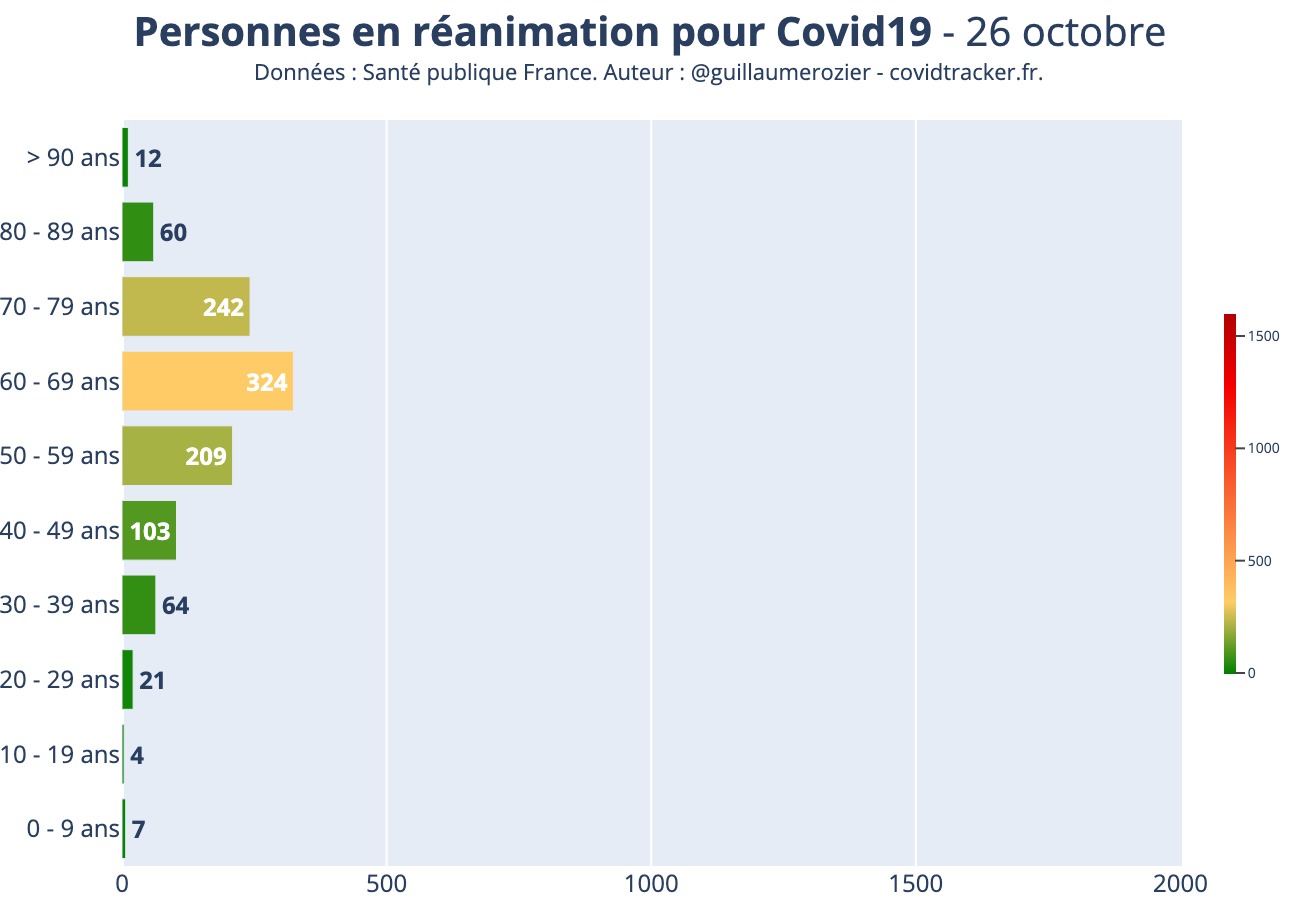 Personnes en réanimation pour Covid19 - 26 octobre
Données : Santé publique France. Auteur : @guillaumerozier - covidtracker.fr.
> 90 ans 12
80 - 89 ans 60
70 - 79 ans 242
60 - 69 ans 324
50 - 59 ans 209
40 - 49 ans 103
30 - 39 ans 64
20 - 29 ans 21
10 - 19 ans 4
0 - 9 ans 7
0 500 1000 1500 2000
1500
1000
500
0